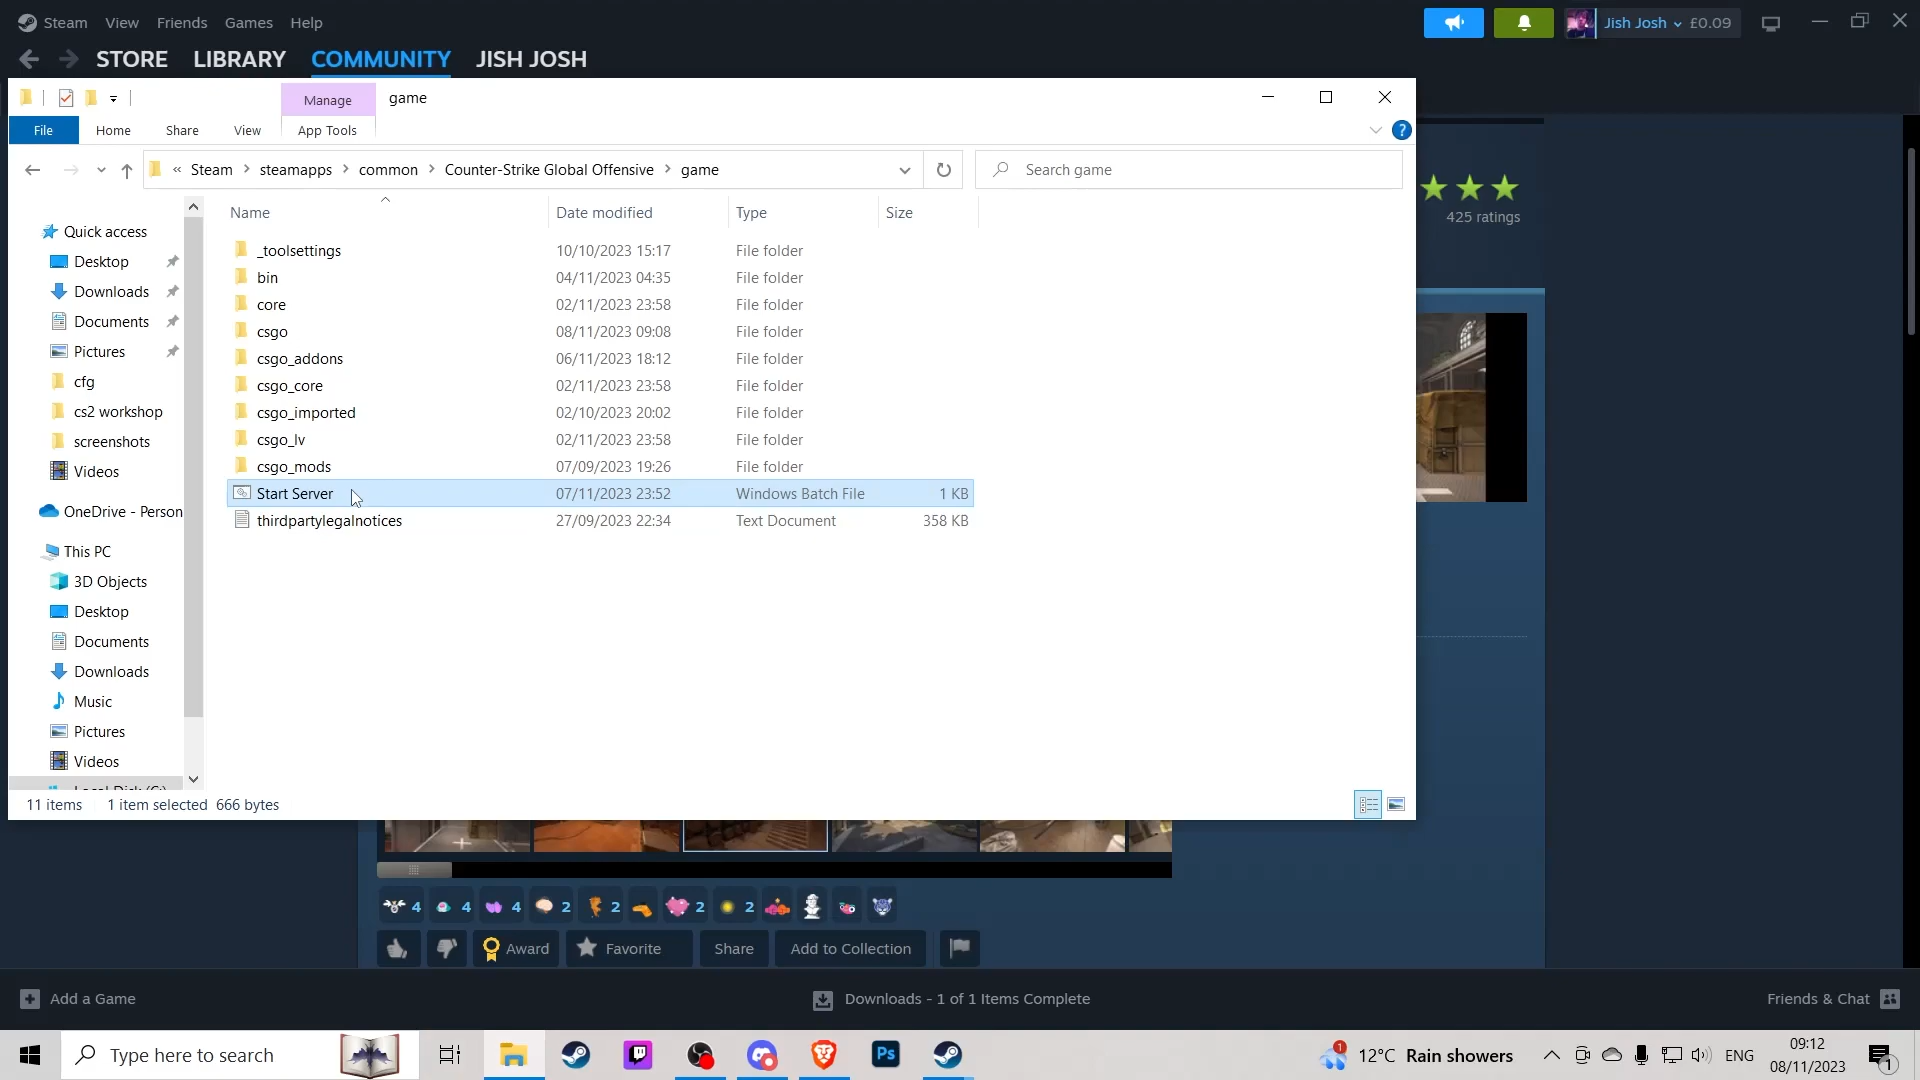 Steam View Friends Games Help
Jish Josh £0.09
STORE LIBRARY COMMUNITY JISH JOSH
Manage game
File Home Share View App Tools
« Steam steamapps common Counter-Strike Global Offensive game
Search game
425 ratings
Name Date modified Type Size
_toolsettings 10/10/2023 15:17 File folder
bin 04/11/2023 04:35 File folder
core 02/11/2023 23:58 File folder
csgo 08/11/2023 09:08 File folder
csgo_addons 06/11/2023 18:12 File folder
csgo_core 02/11/2023 23:58 File folder
csgo_imported 02/10/2023 20:02 File folder
csgo_lv 02/11/2023 23:58 File folder
csgo_mods 07/09/2023 19:26 File folder
Start Server 07/11/2023 23:52 Windows Batch File 1 KB
thirdpartylegalnotices 27/09/2023 22:34 Text Document 358 KB
Quick access
Desktop
Downloads
Documents
Pictures
cfg
cs2 workshop
screenshots
Videos
OneDrive - Person
This PC
3D Objects
Desktop
Documents
Downloads
Music
Pictures
Videos
Local Disk (C:)
11 items 1 item selected 666 bytes
4 4 4 2 2 2 2
Award Favorite Share Add to Collection
Add a Game
Downloads - 1 of 1 Items Complete
Friends & Chat
Type here to search
Ps
1
12°C Rain showers
ENG
09:12
08/11/2023
1